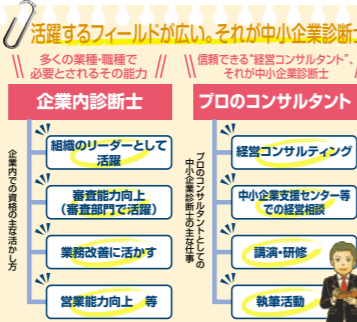 活躍するフィールドが広い。それが中小企業診断士
多くの業種・職種で
必要とされるその能力
企業内診断士
企業内での資格の主な活かし方
組織のリーダーとして
活躍
審査能力向上
（審査部門で活躍）
業務改善に活かす
営業能力向上　等
信頼できる“経営コンサルタント”、
それが中小企業診断士
プロのコンサルタント
プロのコンサルタントとしての
中小企業診断士の主な仕事
経営コンサルティング
中小企業支援センター等
での経営相談
講演・研修
執筆活動